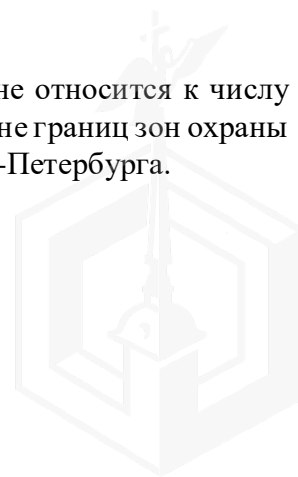 не относится к числу
не границ зон охраны
-Петербурга.